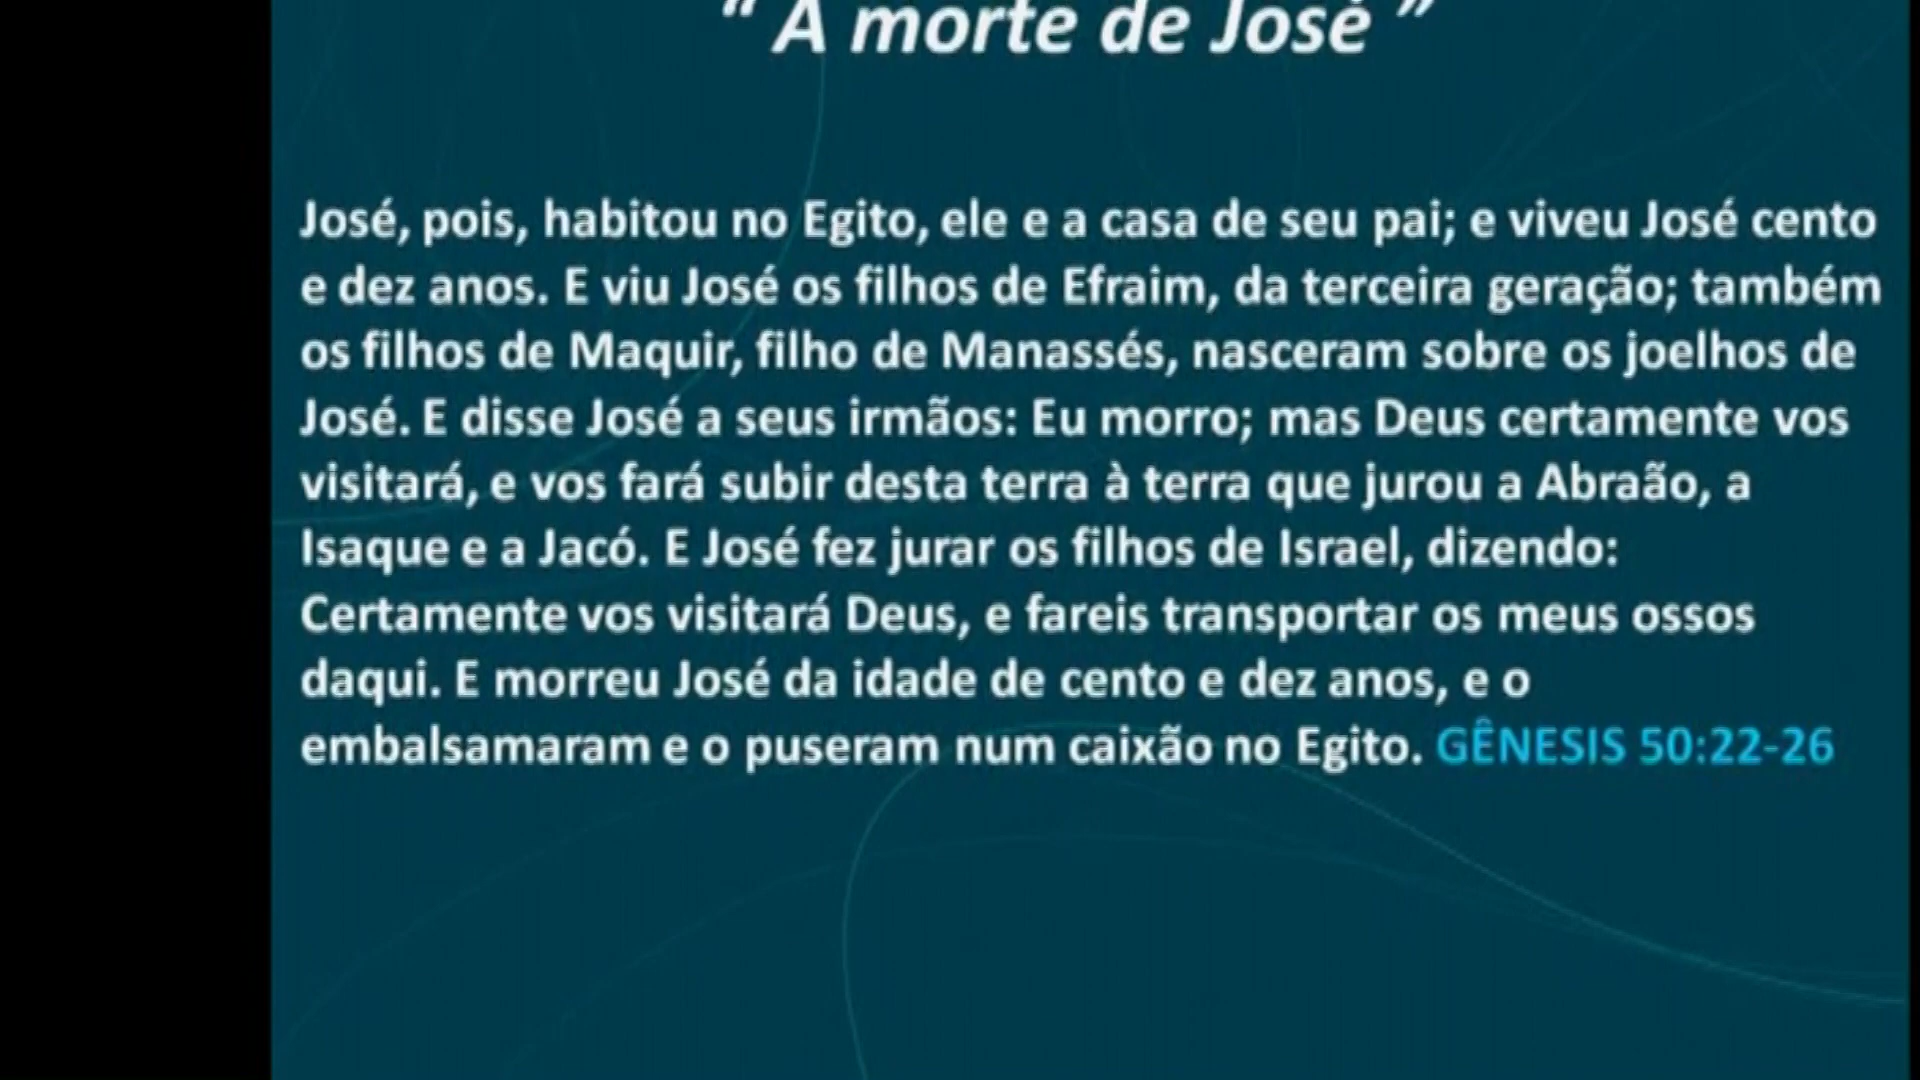 “ A morte de José ”
José, pois, habitou no Egito, ele e a casa de seu pai; e viveu José cento
e dez anos. E viu José os filhos de Efraim, da terceira geração; também
os filhos de Maquir, filho de Manassés, nasceram sobre os joelhos de
José. E disse José a seus irmãos: Eu morro; mas Deus certamente vos
visitará, e vos fará subir desta terra à terra que jurou a Abraão, a
Isaque e a Jacó. E José fez jurar os filhos de Israel, dizendo:
Certamente vos visitará Deus, e fareis transportar os meus ossos
daqui. E morreu José da idade de cento e dez anos, e o
embalsamaram e o puseram num caixão no Egito. GÊNESIS 50:22-26